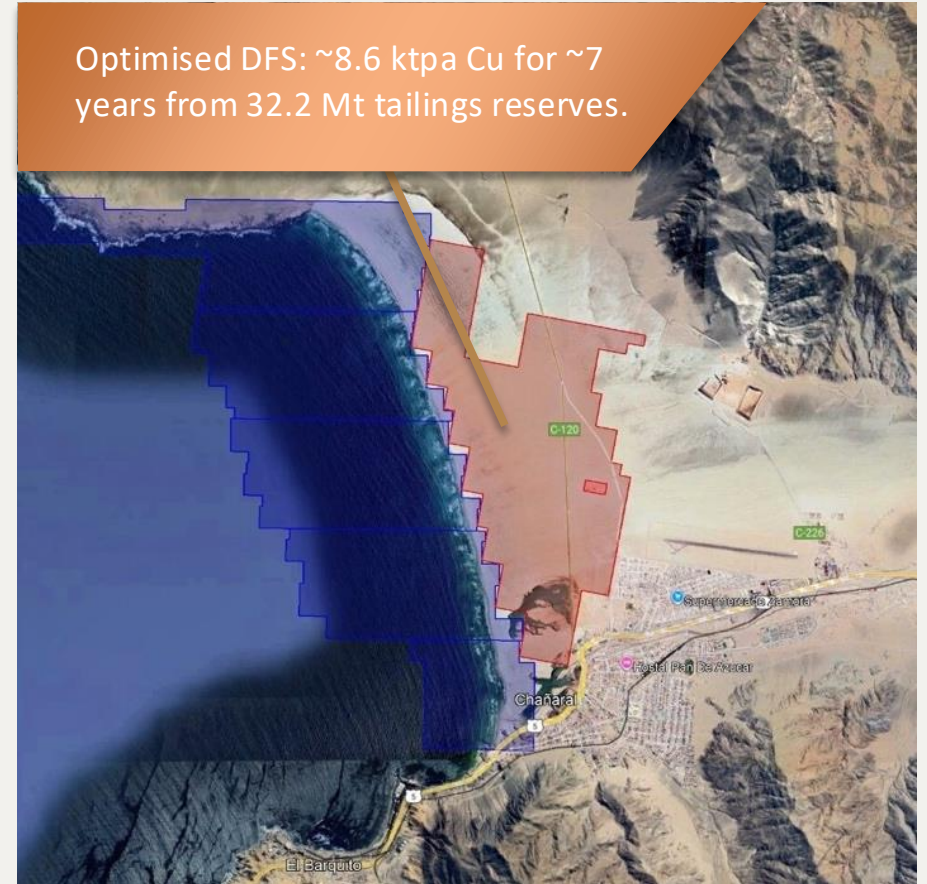 Optimised DFS: ~8.6 ktpa Cu for ~7
years from 32.2 Mt tailings reserves.
C-120
C-226
Supermercado
Hostal Pan De Azucar
Chañaral
5
5
El Barquito